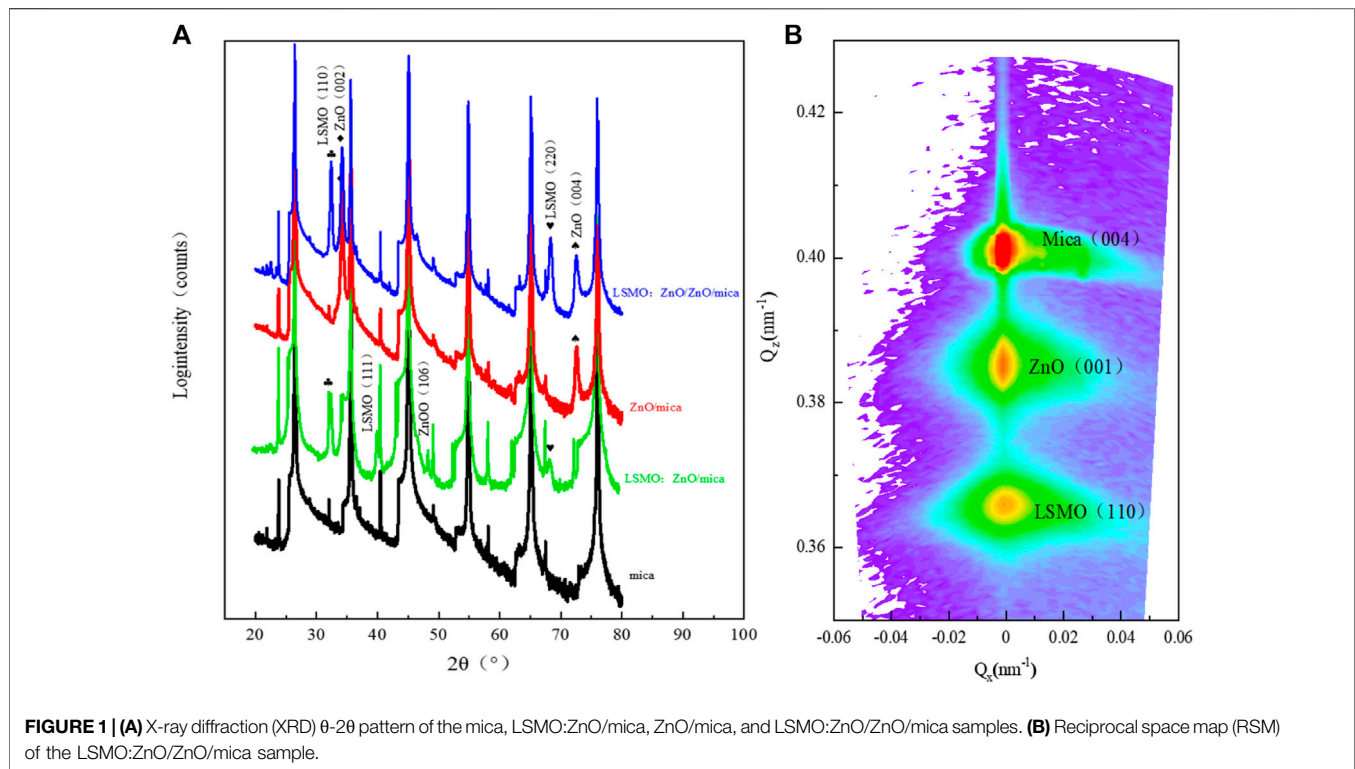 A
Logintensity (counts)
LSMO (110)
♣
♦ ZnO (002)
♥ LSMO (220)
♠ ZnO (004)
LSMO: ZnO/ZnO/mica
♠
ZnO/mica
♣
LSMO (111)
ZnOO (106)
♥
LSMO: ZnO/mica
mica
20 30 40 50 60 70 80 90 100
2θ (°)
B
Q_z(nm⁻¹)
0.42
0.40
0.38
0.36
Mica (004)
ZnO (001)
LSMO (110)
-0.06 -0.04 -0.02 0 0.02 0.04 0.06
Q_x(nm⁻¹)
FIGURE 1 | (A) X-ray diffraction (XRD) θ-2θ pattern of the mica, LSMO:ZnO/mica, ZnO/mica, and LSMO:ZnO/ZnO/mica samples. (B) Reciprocal space map (RSM)
of the LSMO:ZnO/ZnO/mica sample.